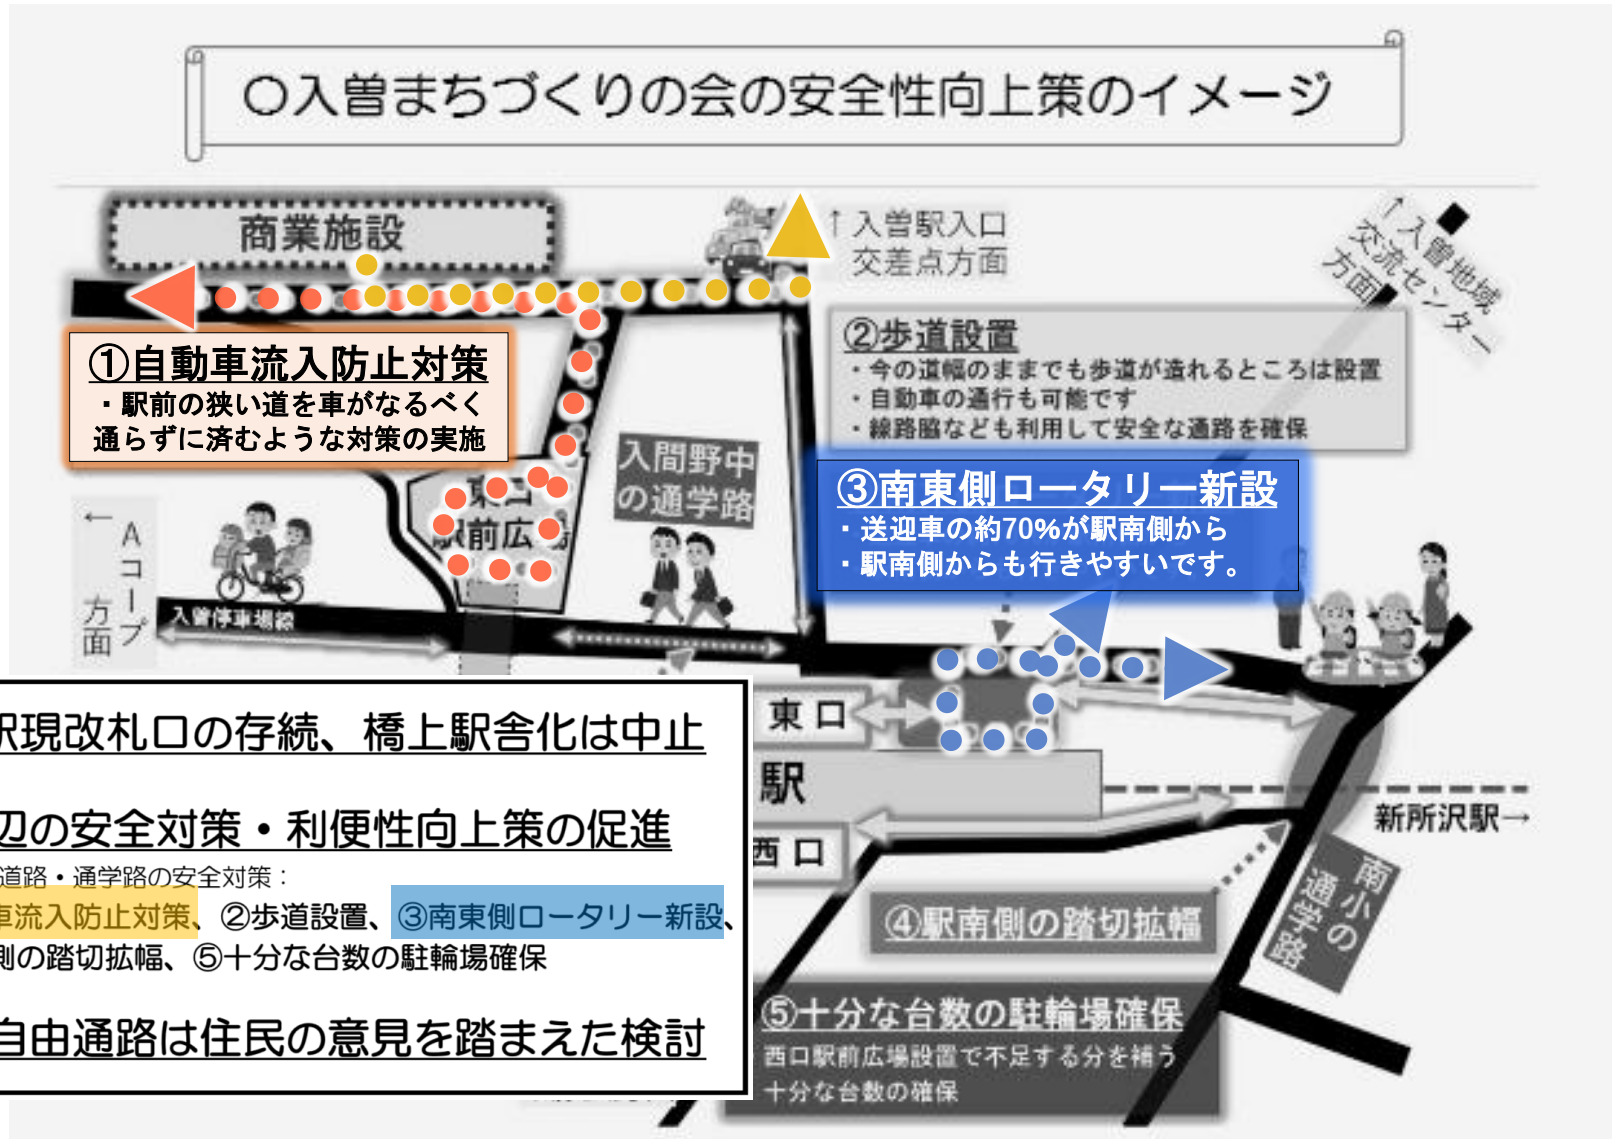 〇入曽まちづくりの会の安全性向上策のイメージ
商業施設
↑入曽駅入口
交差点方面
↑入曽地域
交流センター
方面
①自動車流入防止対策
・駅前の狭い道を車がなるべく
通らずに済むような対策の実施
②歩道設置
・今の道幅のままでも歩道が造れるところは設置
・自動車の通行も可能です
・線路脇なども利用して安全な通路を確保
入間野中
の通学路
③南東側ロータリー新設
・送迎車の約70%が駅南側から
・駅南側からも行きやすいです。
東口
駅前広場
←Aコープ
方面
入曽停車場線
東口
駅
西口
新所沢駅→
南小の
通学路
駅現改札口の存続、橋上駅舎化は中止
辺の安全対策・利便性向上策の促進
道路・通学路の安全対策：
車流入防止対策、②歩道設置、③南東側ロータリー新設、
側の踏切拡幅、⑤十分な台数の駐輪場確保
自由通路は住民の意見を踏まえた検討
④駅南側の踏切拡幅
⑤十分な台数の駐輪場確保
西口駅前広場設置で不足する分を補う
十分な台数の確保